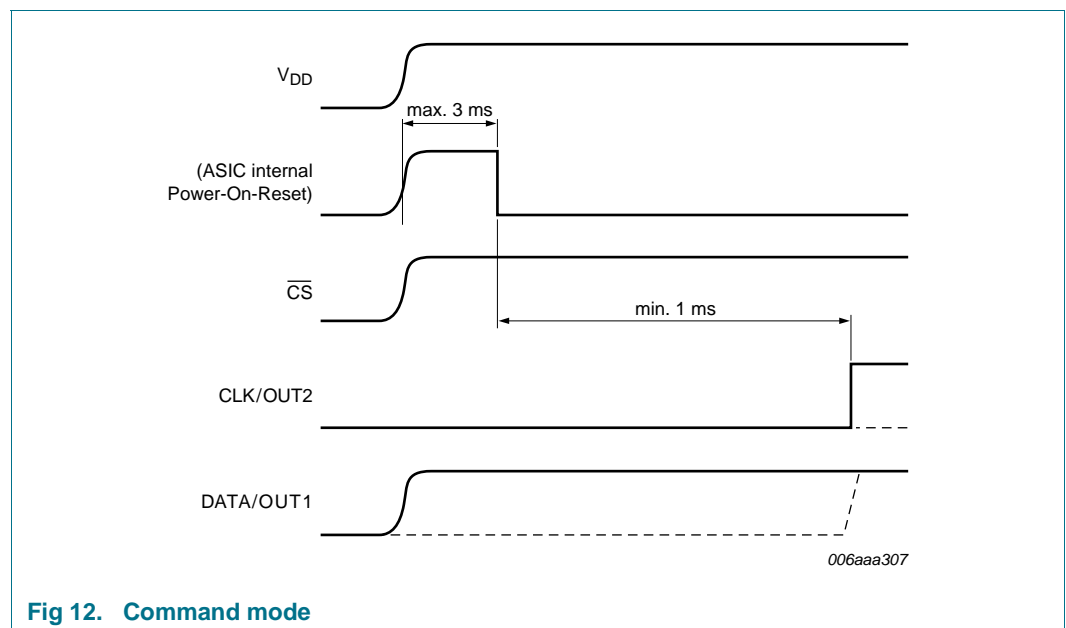 VDD
max. 3 ms
(ASIC internal
Power-On-Reset)
CS
min. 1 ms
CLK/OUT2
DATA/OUT1
006aaa307
Fig 12. Command mode